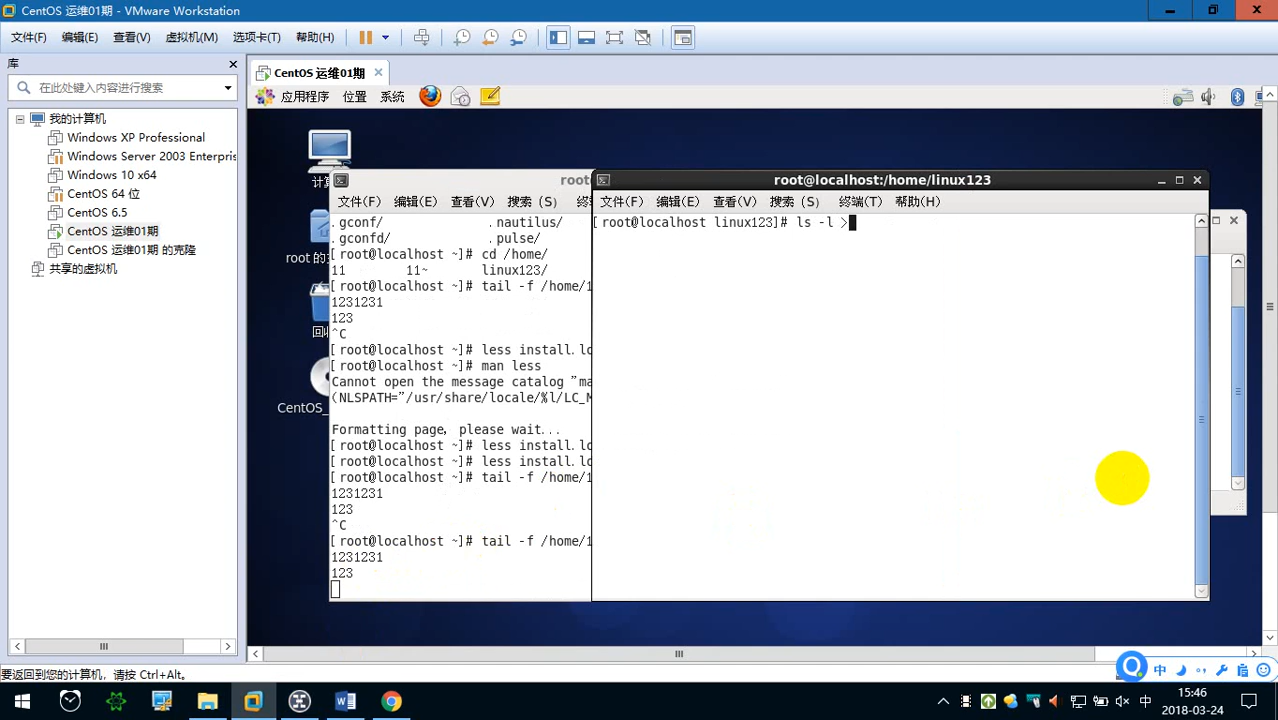 CentOS 运维01期 - VMware Workstation
文件(F) 编辑(E) 查看(V) 虚拟机(M) 选项卡(T) 帮助(H)
库
在此处键入内容进行搜索
我的计算机
Windows XP Professional
Windows Server 2003 Enterpris
Windows 10 x64
CentOS 64 位
CentOS 6.5
CentOS 运维01期
CentOS 运维01期 的克隆
共享的虚拟机
CentOS 运维01期
应用程序 位置 系统
计算
root 的
回收
CentOS_
root
文件(F) 编辑(E) 查看(V) 搜索 (S)
.gconf/ .nautilus/
.gconfd/ .pulse/
[root@localhost ~]# cd /home/
11 11~ linux123/
[root@localhost ~]# tail -f /home/1
1231231
123
^C
[root@localhost ~]# less install.lo
[root@localhost ~]# man less
Cannot open the message catalog "ma
(NLSPATH="/usr/share/locale/%l/LC_M
Formatting page, please wait...
[root@localhost ~]# less install.lo
[root@localhost ~]# less install.lo
[root@localhost ~]# tail -f /home/1
1231231
123
^C
[root@localhost ~]# tail -f /home/1
1231231
123
root@localhost:/home/linux123
文件(F) 编辑(E) 查看(V) 搜索 (S) 终端(T) 帮助(H)
[root@localhost linux123]# ls -l >
要返回到您的计算机，请按 Ctrl+Alt。
中
中
15:46
2018-03-24